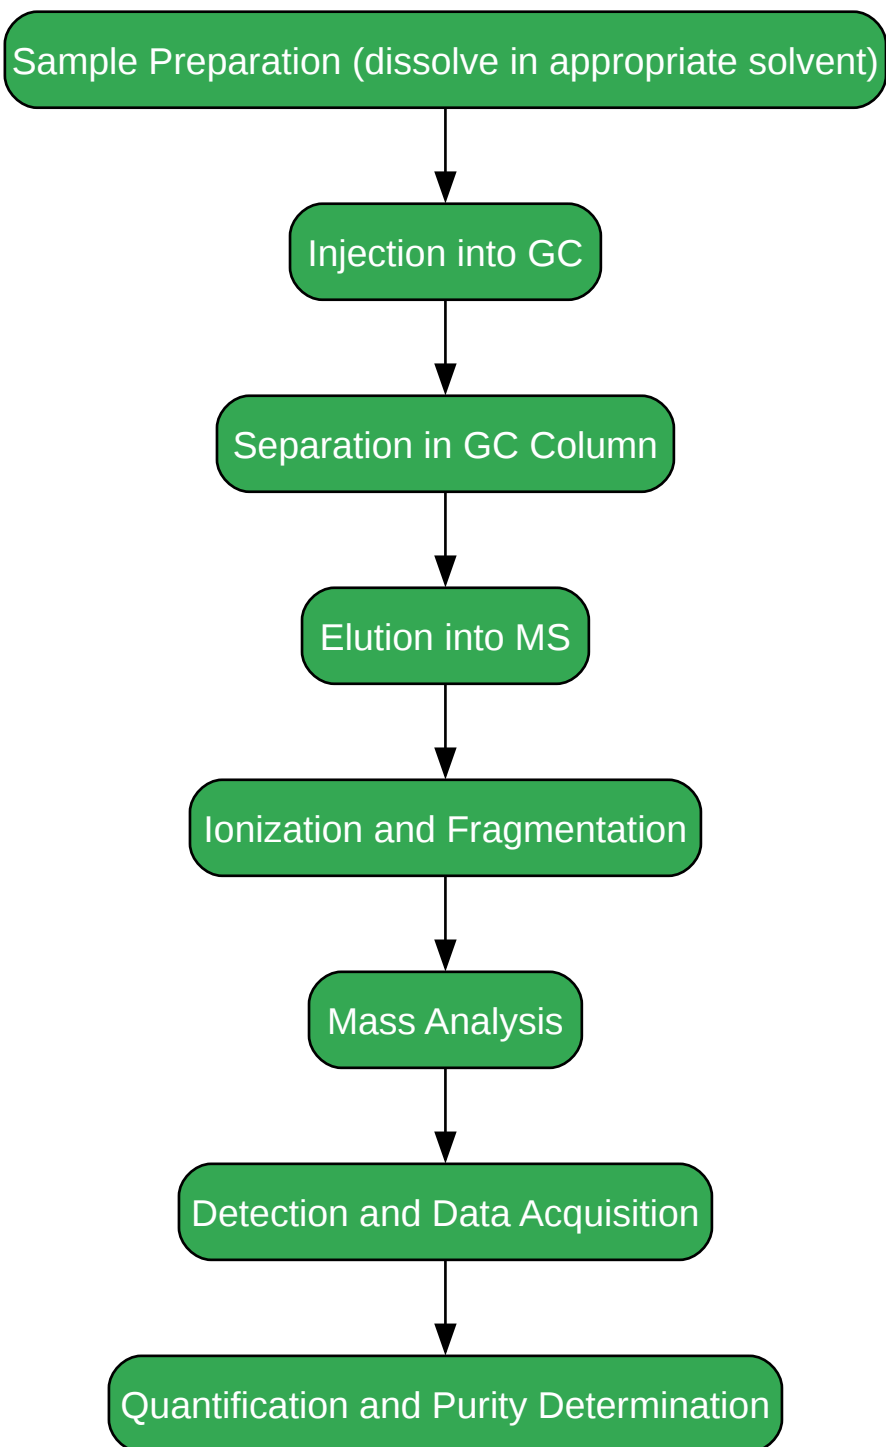 Sample Preparation (dissolve in appropriate solvent)
Injection into GC
Separation in GC Column
Elution into MS
Ionization and Fragmentation
Mass Analysis
Detection and Data Acquisition
Quantification and Purity Determination